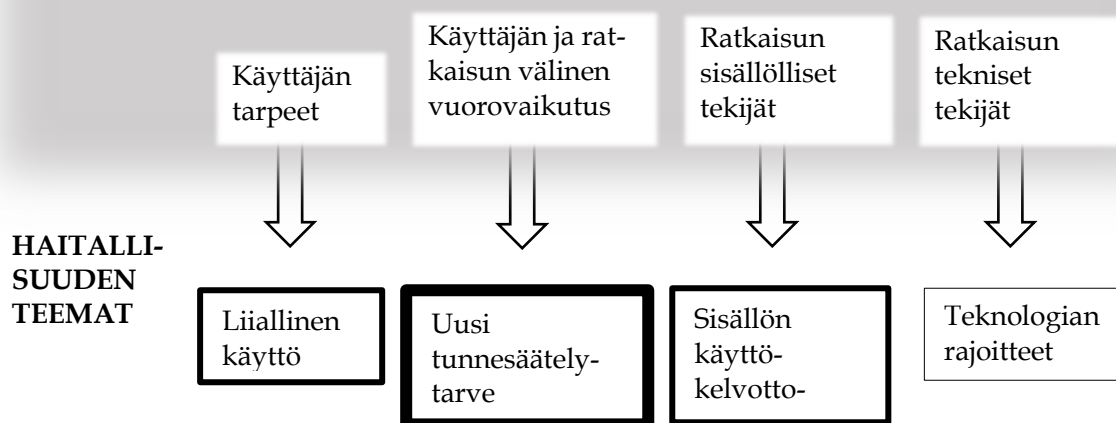 Käyttäjän
tarpeet
Käyttäjän ja rat-
kaisun välinen
vuorovaikutus
Ratkaisun
sisällölliset
tekijät
Ratkaisun
tekniset
tekijät
HAITALLI-
SUUDEN
TEEMAT
Liiallinen
käyttö
Uusi
tunnesäätely-
tarve
Sisällön
käyttö-
kelvotto-
Teknologian
rajoitteet